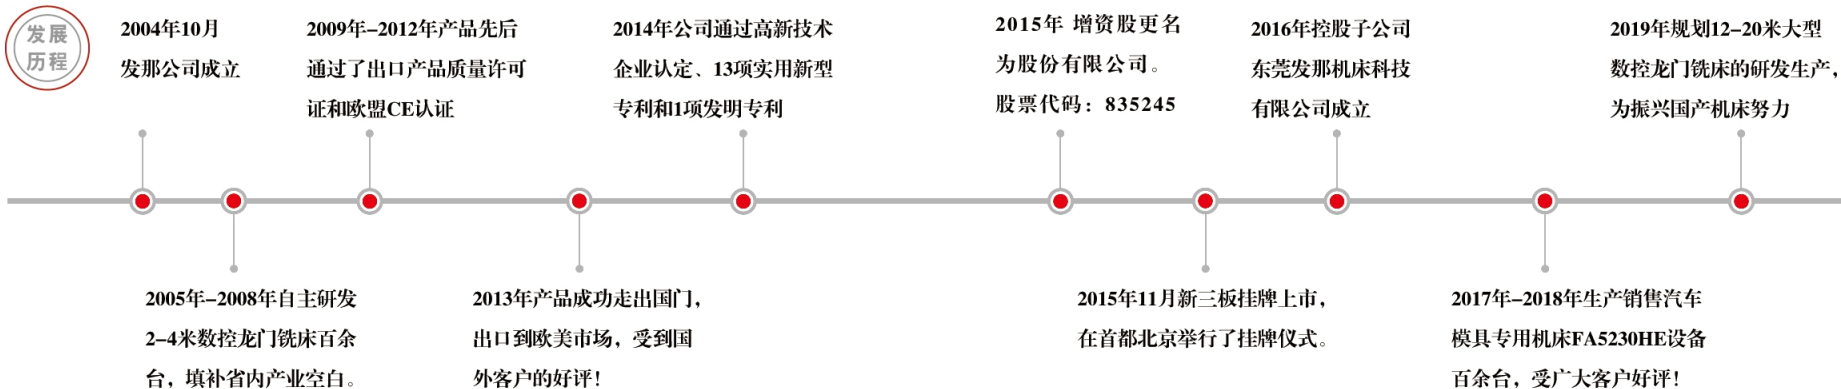 发展
历程
2004年10月
发那公司成立
2009年-2012年产品先后
通过了出口产品质量许可
证和欧盟CE认证
2014年公司通过高新技术
企业认定、13项实用新型
专利和1项发明专利
2015年 增资股更名
为股份有限公司。
股票代码：835245
2016年控股子公司
东莞发那机床科技
有限公司成立
2019年规划12-20米大型
数控龙门铣床的研发生产，
为振兴国产机床努力
2005年-2008年自主研发
2-4米数控龙门铣床百余
台，填补省内产业空白。
2013年产品成功走出国门，
出口到欧美市场，受到国
外客户的好评！
2015年11月新三板挂牌上市，
在首都北京举行了挂牌仪式。
2017年-2018年生产销售汽车
模具专用机床FA5230HE设备
百余台，受广大客户好评！